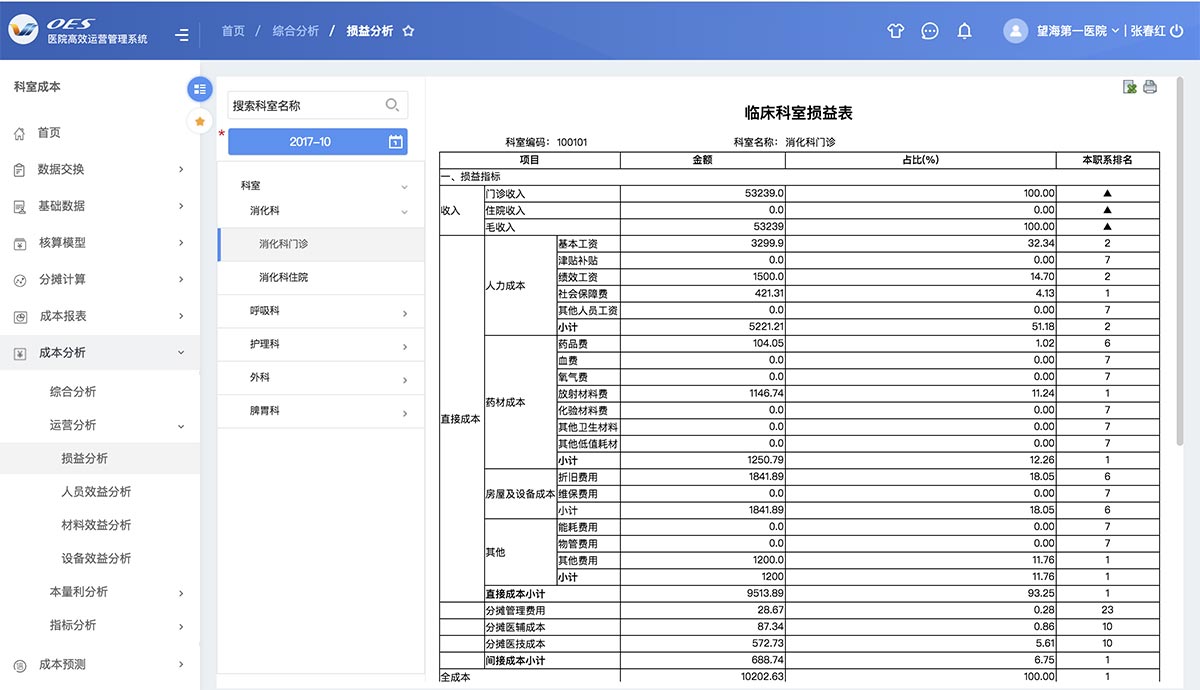 OES
医院高效运营管理系统
首页 / 综合分析 / 损益分析
望海第一医院 | 张春红
科室成本
首页
数据交换
基础数据
核算模型
分摊计算
成本报表
成本分析
综合分析
运营分析
损益分析
人员效益分析
材料效益分析
设备效益分析
本量利分析
指标分析
成本预测
搜索科室名称
* 2017-10
科室
消化科
消化科门诊
消化科住院
呼吸科
护理科
外科
脾胃科
临床科室损益表
科室编码: 100101 科室名称: 消化科门诊
项目 金额 占比(%) 本职系排名
一、损益指标
收入 门诊收入 53239.0 100.00 ▲
住院收入 0.0 0.00 ▲
毛收入 53239 100.00 ▲
直接成本 人力成本 基本工资 3299.9 32.34 2
津贴补贴 0.0 0.00 7
绩效工资 1500.0 14.70 2
社会保障费 421.31 4.13 1
其他人员工资 0.0 0.00 7
小计 5221.21 51.18 2
药材成本 药品费 104.05 1.02 6
血费 0.0 0.00 7
氧气费 0.0 0.00 7
放射材料费 1146.74 11.24 1
化验材料费 0.0 0.00 7
其他卫生材料 0.0 0.00 7
其他低值耗材 0.0 0.00 7
小计 1250.79 12.26 1
房屋及设备成本 折旧费用 1841.89 18.05 6
维保费用 0.0 0.00 7
小计 1841.89 18.05 6
其他 能耗费用 0.0 0.00 7
物管费用 0.0 0.00 7
其他费用 1200.0 11.76 1
小计 1200 11.76 1
直接成本小计 9513.89 93.25 1
分摊管理费用 28.67 0.28 23
分摊医辅成本 87.34 0.86 10
分摊医技成本 572.73 5.61 10
间接成本小计 688.74 6.75 1
全成本 10202.63 100.00 1